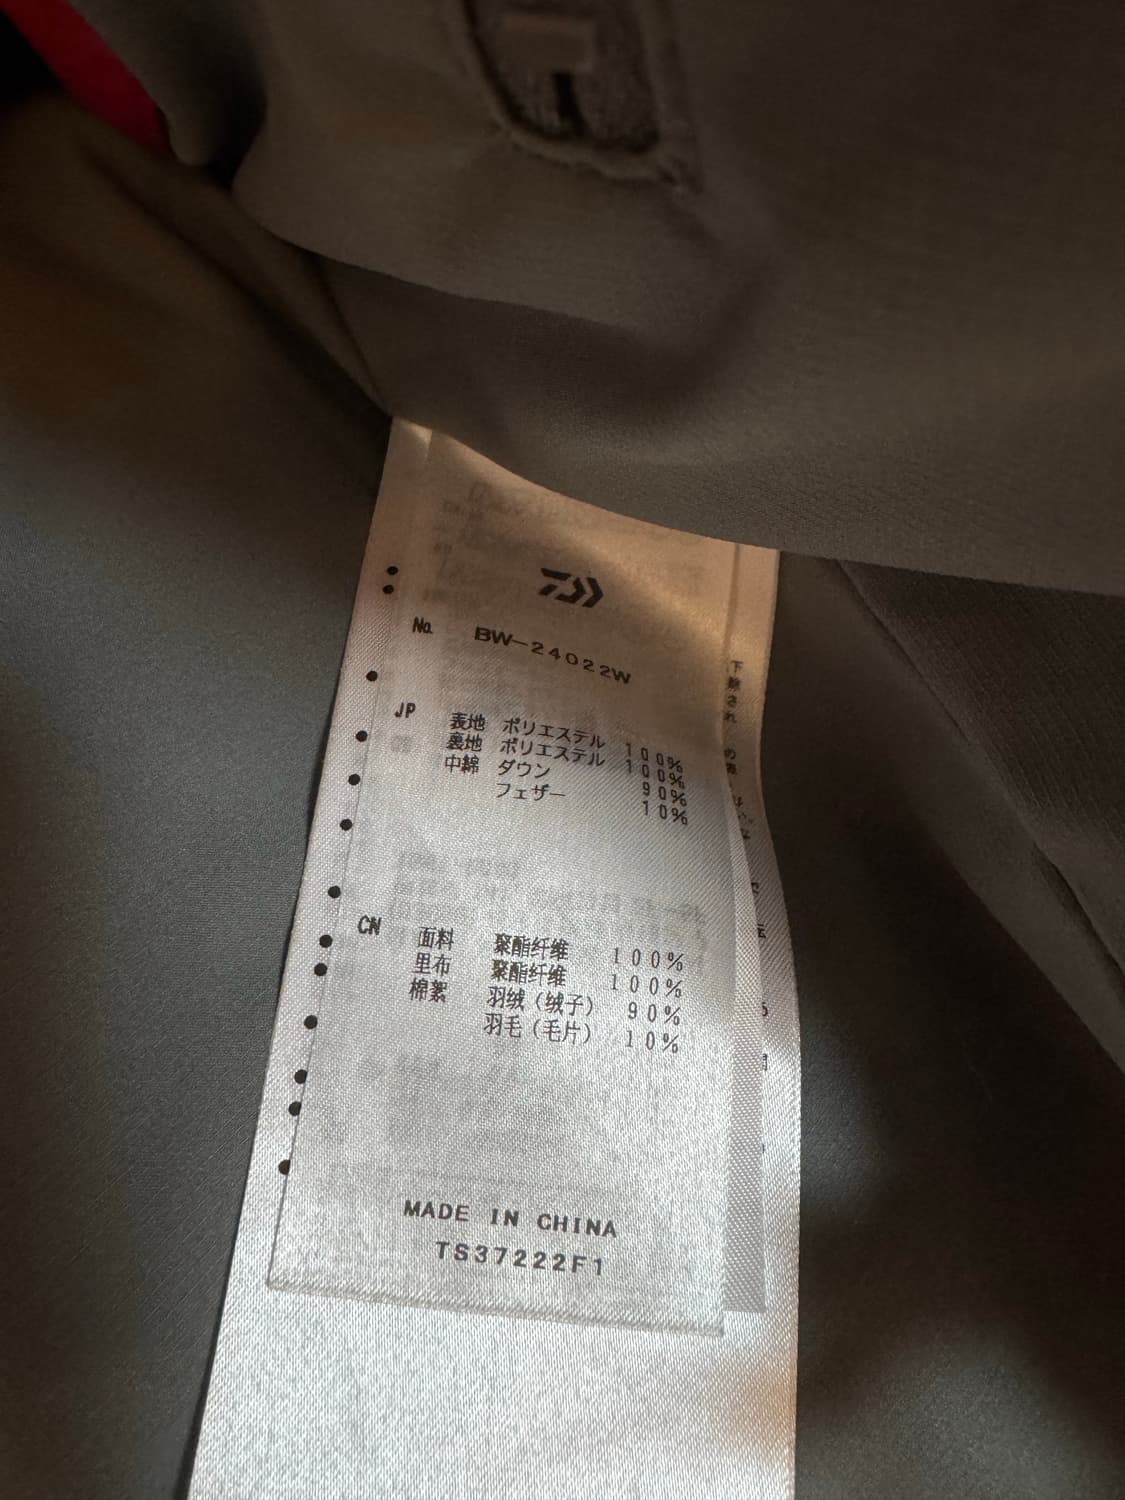 No. BW-24022W
JP 表地 ポリエステル 100%
裏地 ポリエステル 100%
中綿 ダウン 90%
フェザー 10%
CN 面料 聚酯纤维 100%
里布 聚酯纤维 100%
棉絮 羽绒(绒子) 90%
羽毛(毛片) 10%
MADE IN CHINA
TS37222F1